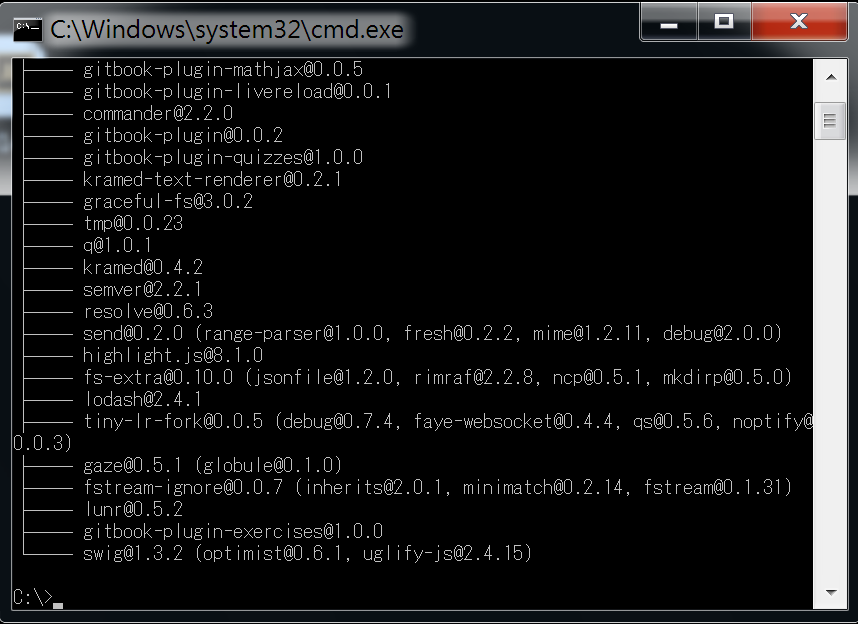 C:\Windows\system32\cmd.exe
gitbook-plugin-mathjax@0.0.5
gitbook-plugin-livereload@0.0.1
commander@2.2.0
gitbook-plugin@0.0.2
gitbook-plugin-quizzes@1.0.0
kramed-text-renderer@0.2.1
graceful-fs@3.0.2
tmp@0.0.23
q@1.0.1
kramed@0.4.2
semver@2.2.1
resolve@0.6.3
send@0.2.0 (range-parser@1.0.0, fresh@0.2.2, mime@1.2.11, debug@2.0.0)
highlight.js@8.1.0
fs-extra@0.10.0 (jsonfile@1.2.0, rimraf@2.2.8, ncp@0.5.1, mkdirp@0.5.0)
lodash@2.4.1
tiny-lr-fork@0.0.5 (debug@0.7.4, faye-websocket@0.4.4, qs@0.5.6, noptify@
0.0.3)
gaze@0.5.1 (globule@0.1.0)
fstream-ignore@0.0.7 (inherits@2.0.1, minimatch@0.2.14, fstream@0.1.31)
lunr@0.5.2
gitbook-plugin-exercises@1.0.0
swig@1.3.2 (optimist@0.6.1, uglify-js@2.4.15)
C:\>